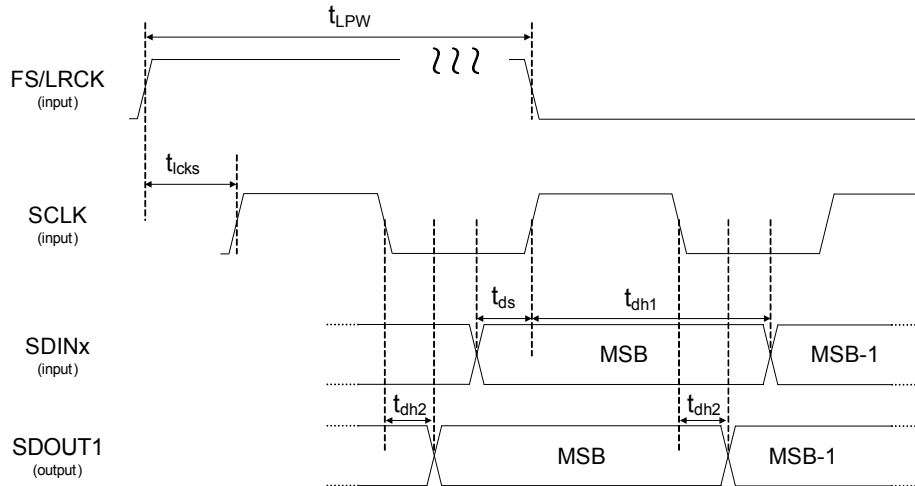 tLPW
FS/LRCK
(input)
tlcks
SCLK
(input)
tds
tdh1
SDINx
(input)
MSB
MSB-1
tdh2
tdh2
SDOUT1
(output)
MSB
MSB-1